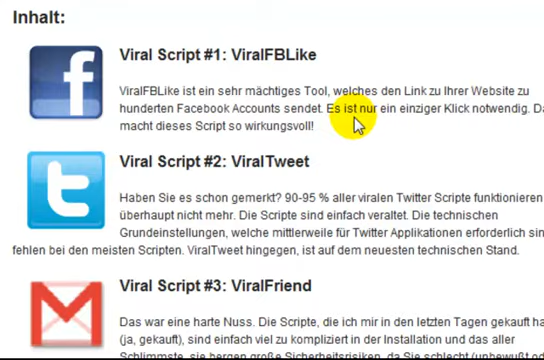 Inhalt:
Viral Script #1: ViralFBLike
ViralFBLike ist ein sehr mächtiges Tool, welches den Link zu Ihrer Website zu
hunderten Facebook Accounts sendet. Es ist nur ein einziger Klick notwendig.
macht dieses Script so wirkungsvoll!
Viral Script #2: ViralTweet
Haben Sie es schon gemerkt? 90-95 % aller viralen Twitter Scripte funktionieren
überhaupt nicht mehr. Die Scripte sind einfach veraltet. Die technischen
Grundeinstellungen, welche mittlerweile für Twitter Applikationen erforderlich
fehlen bei den meisten Scripten. ViralTweet hingegen, ist auf dem neuesten technischen Stand.
Viral Script #3: ViralFriend
Das war eine harte Nuss. Die Scripte, die ich mir in den letzten Tagen gekauft
(ja, gekauft), sind einfach viel zu kompliziert in der Installation und das aller
Schlimmste, sie bergen große Sicherheitsrisiken, da Sie schlecht